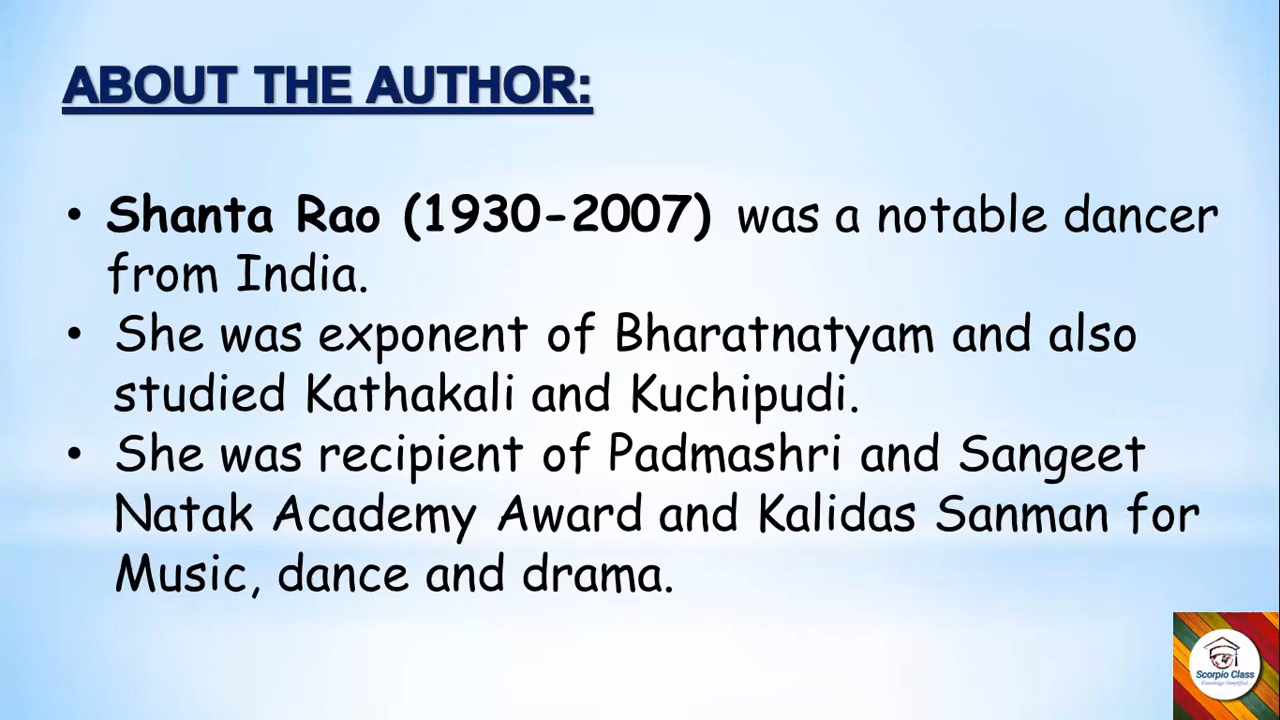 ABOUT THE AUTHOR:
• Shanta Rao (1930-2007) was a notable dancer
from India.
• She was exponent of Bharatnatyam and also
studied Kathakali and Kuchipudi.
• She was recipient of Padmashri and Sangeet
Natak Academy Award and Kalidas Sanman for
Music, dance and drama.
Scorpio Class
Knowledge Simplified...